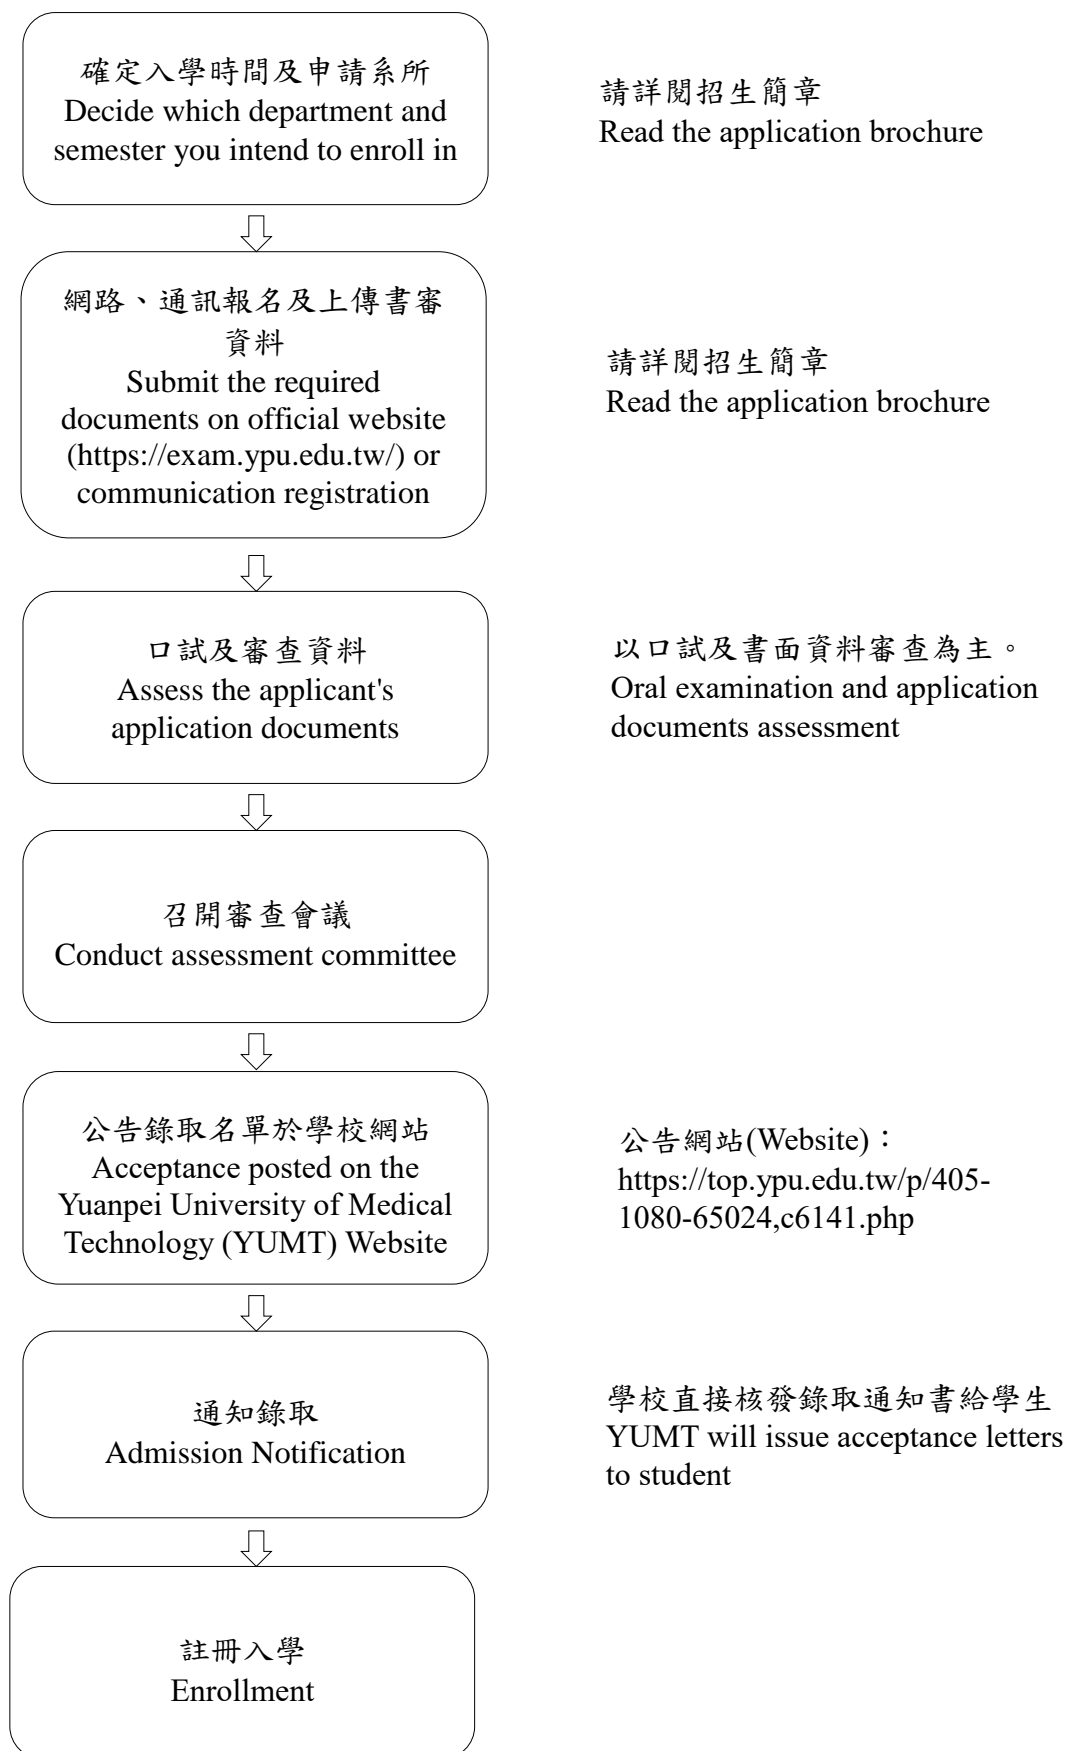 確定入學時間及申請系所
Decide which department and
semester you intend to enroll in
請詳閱招生簡章
Read the application brochure
網路、通訊報名及上傳書審
資料
Submit the required
documents on official website
(https://exam.ypu.edu.tw/) or
communication registration
請詳閱招生簡章
Read the application brochure
口試及審查資料
Assess the applicant's
application documents
以口試及書面資料審查為主。
Oral examination and application
documents assessment
召開審查會議
Conduct assessment committee
公告錄取名單於學校網站
Acceptance posted on the
Yuanpei University of Medical
Technology (YUMT) Website
公告網站(Website)：
https://top.ypu.edu.tw/p/405-
1080-65024,c6141.php
通知錄取
Admission Notification
學校直接核發錄取通知書給學生
YUMT will issue acceptance letters
to student
註冊入學
Enrollment